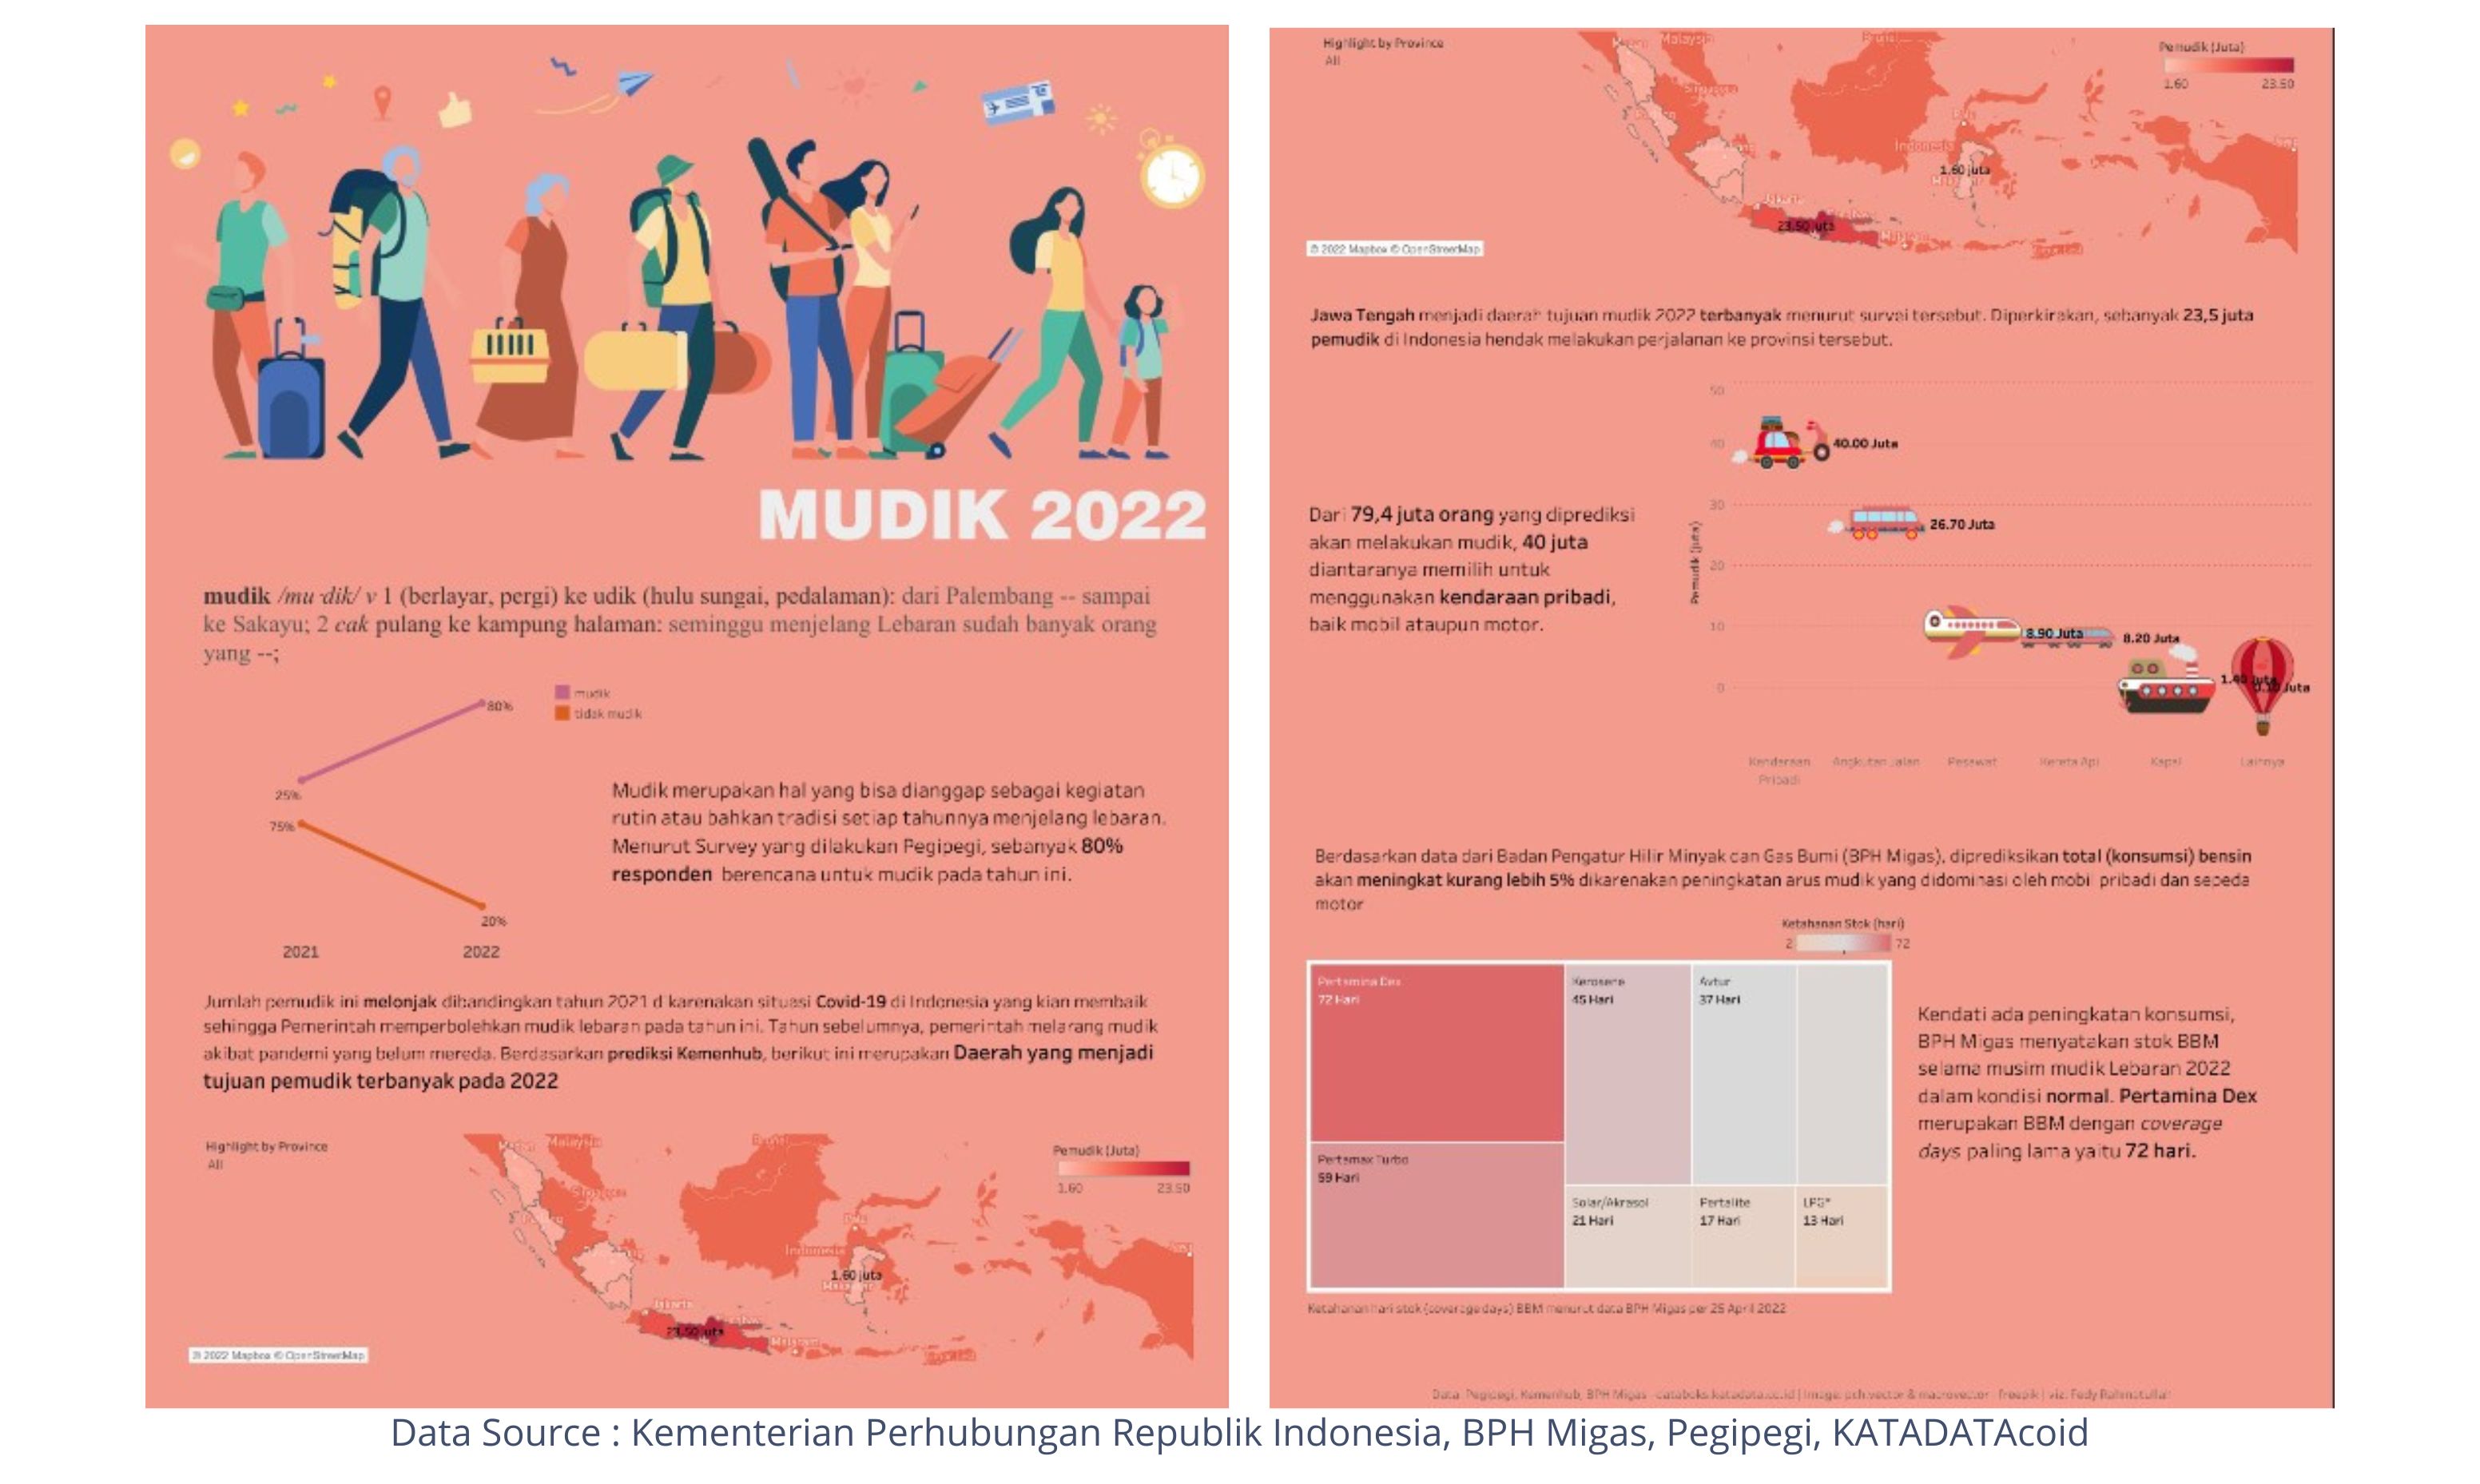 MUDIK 2022
mudik /mu·dik/ v 1 (berlayar, pergi) ke udik (hulu sungai, pedalaman): dari Palembang -- sampai
ke Sakayu; 2 cak pulang ke kampung halaman: seminggu menjelang Lebaran sudah banyak orang
yang --;
mudik
tidak mudik
80%
25%
75%
20%
2021
2022
Mudik merupakan hal yang bisa dianggap sebagai kegiatan
rutin atau bahkan tradisi setiap tahunnya menjelang lebaran.
Menurut Survey yang dilakukan Pegipegi, sebanyak 80%
responden berencana untuk mudik pada tahun ini.
Jumlah pemudik ini melonjak dibandingkan tahun 2021 dikarenakan situasi Covid-19 di Indonesia yang kian membaik
sehingga Pemerintah memperbolehkan mudik lebaran pada tahun ini. Tahun sebelumnya, pemerintah melarang mudik
akibat pandemi yang belum mereda. Berdasarkan prediksi Kemenhub, berikut ini merupakan Daerah yang menjadi
tujuan pemudik terbanyak pada 2022
Highlight by Province
All
Pemudik (Juta)
1.60
23.50
Malaysia
Brunei
Singapore
Indonesia
1.60 juta
Jakarta
23.50 juta
Mataram
© 2022 Mapbox © OpenStreetMap
Highlight by Province
All
Pemudik (Juta)
1.60
23.50
Malaysia
Brunei
Singapore
Indonesia
1.60 juta
Jakarta
23.50 juta
Mataram
© 2022 Mapbox © OpenStreetMap
Jawa Tengah menjadi daerah tujuan mudik 2022 terbanyak menurut survei tersebut. Diperkirakan, sebanyak 23,5 juta
pemudik di Indonesia hendak melakukan perjalanan ke provinsi tersebut.
Dari 79,4 juta orang yang diprediksi
akan melakukan mudik, 40 juta
diantaranya memilih untuk
menggunakan kendaraan pribadi,
baik mobil ataupun motor.
Pemudik (juta)
50
40
30
20
10
0
40.00 Juta
26.70 Juta
8.90 Juta
8.20 Juta
1.40 Juta
Juta
Kendaraan Pribadi
Angkutan Jalan
Pesawat
Kereta Api
Kapal
Lainnya
Berdasarkan data dari Badan Pengatur Hilir Minyak dan Gas Bumi (BPH Migas), diprediksikan total (konsumsi) bensin
akan meningkat kurang lebih 5% dikarenakan peningkatan arus mudik yang didominasi oleh mobil pribadi dan sepeda
motor
Ketahanan Stok (hari)
2
72
Pertamina Dex
72 Hari
Kerosene
45 Hari
Avtur
37 Hari
Pertamax Turbo
59 Hari
Solar/Akrasol
21 Hari
Pertalite
17 Hari
LPG*
13 Hari
Kendati ada peningkatan konsumsi,
BPH Migas menyatakan stok BBM
selama musim mudik Lebaran 2022
dalam kondisi normal. Pertamina Dex
merupakan BBM dengan coverage
days paling lama yaitu 72 hari.
Ketahanan hari stok (coverage days) BBM menurut data BPH Migas per 25 April 2022
Data: Pegipegi, Kemenhub, BPH Migas - databoks.katadata.co.id | Image: pch.vector & macrovector - freepik | viz: Fedy Rahmatullah
Data Source : Kementerian Perhubungan Republik Indonesia, BPH Migas, Pegipegi, KATADATAcoid